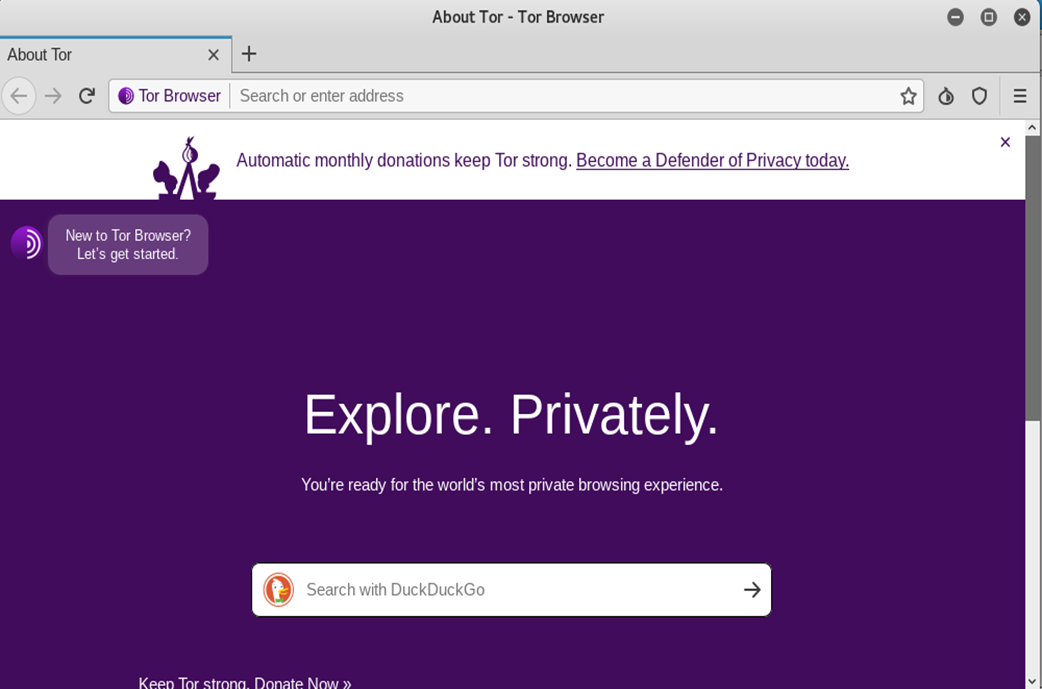 About Tor - Tor Browser
About Tor
Tor Browser Search or enter address
Automatic monthly donations keep Tor strong. Become a Defender of Privacy today.
New to Tor Browser?
Let's get started.
Explore. Privately.
You're ready for the world's most private browsing experience.
Search with DuckDuckGo
Keep Tor strong. Donate Now »